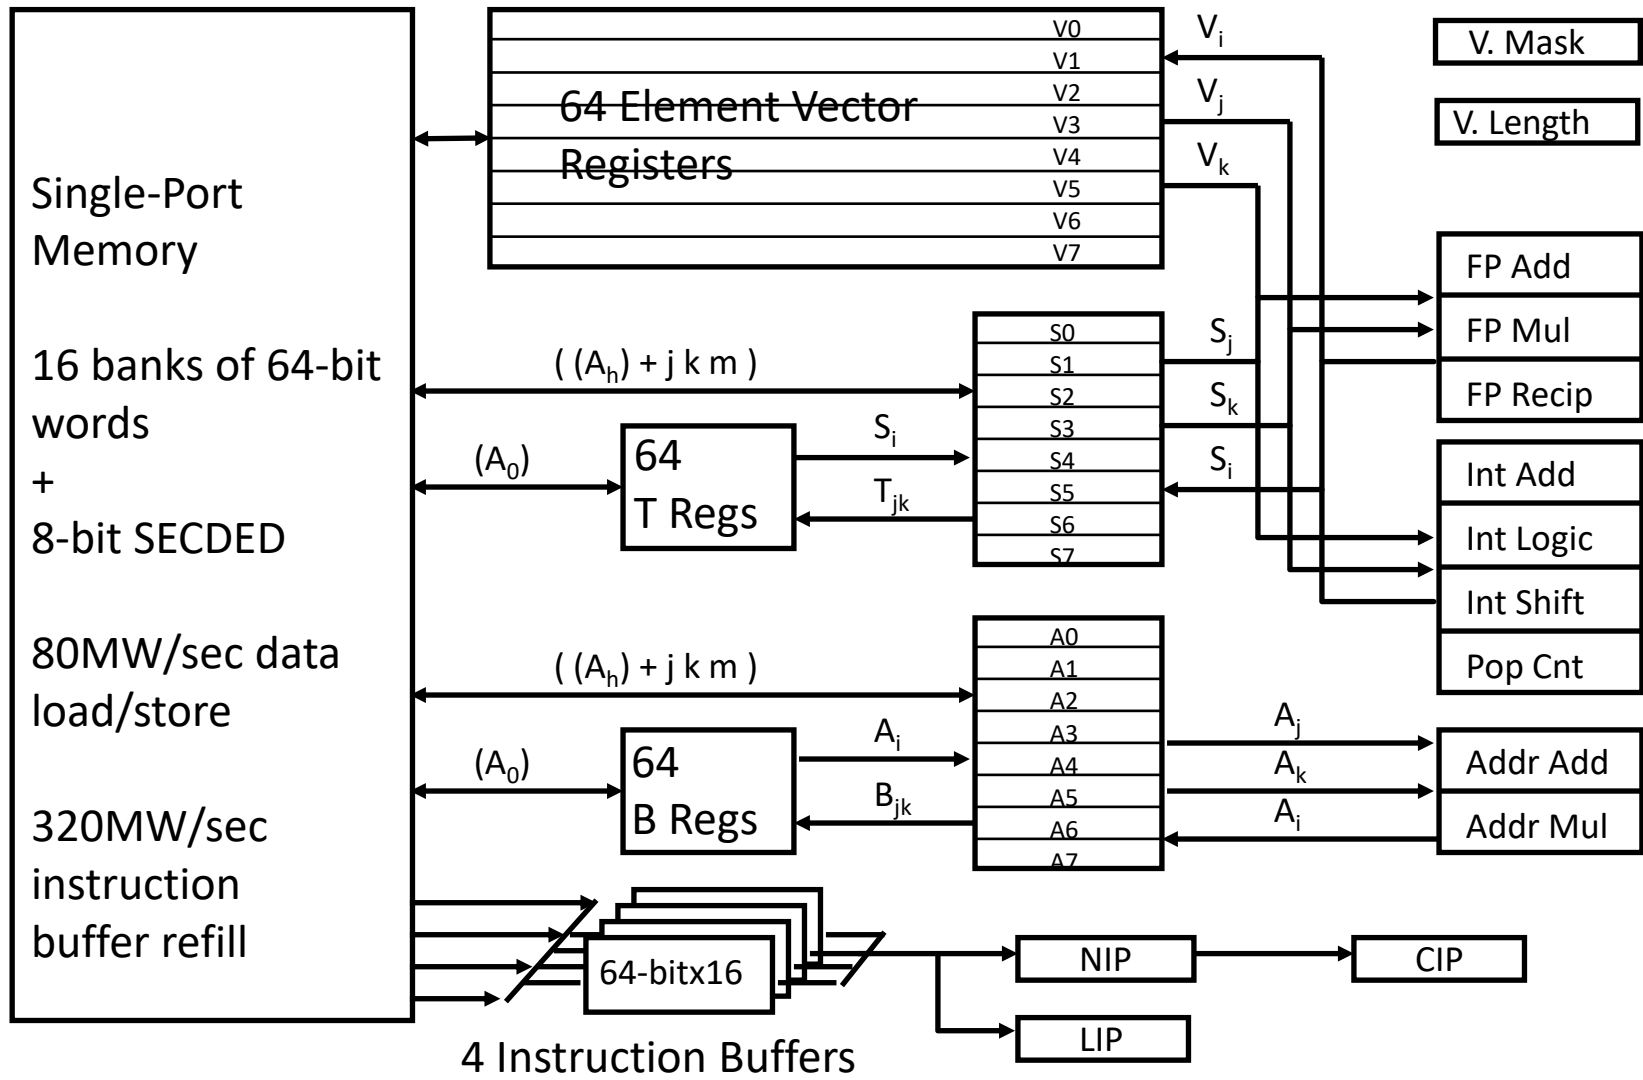 Single-Port
Memory
16 banks of 64-bit
words
+
8-bit SECDED
80MW/sec data
load/store
320MW/sec
instruction
buffer refill
64 Element Vector
Registers
V0
V1
V2
V3
V4
V5
V6
V7
Vi
Vj
Vk
V. Mask
V. Length
FP Add
FP Mul
FP Recip
( (Ah) + j k m )
(A0)
64
T Regs
Si
Tjk
S0
S1
S2
S3
S4
S5
S6
S7
Sj
Sk
Si
Int Add
Int Logic
Int Shift
Pop Cnt
( (Ah) + j k m )
(A0)
64
B Regs
Ai
Bjk
A0
A1
A2
A3
A4
A5
A6
A7
Aj
Ak
Ai
Addr Add
Addr Mul
64-bitx16
4 Instruction Buffers
NIP
CIP
LIP